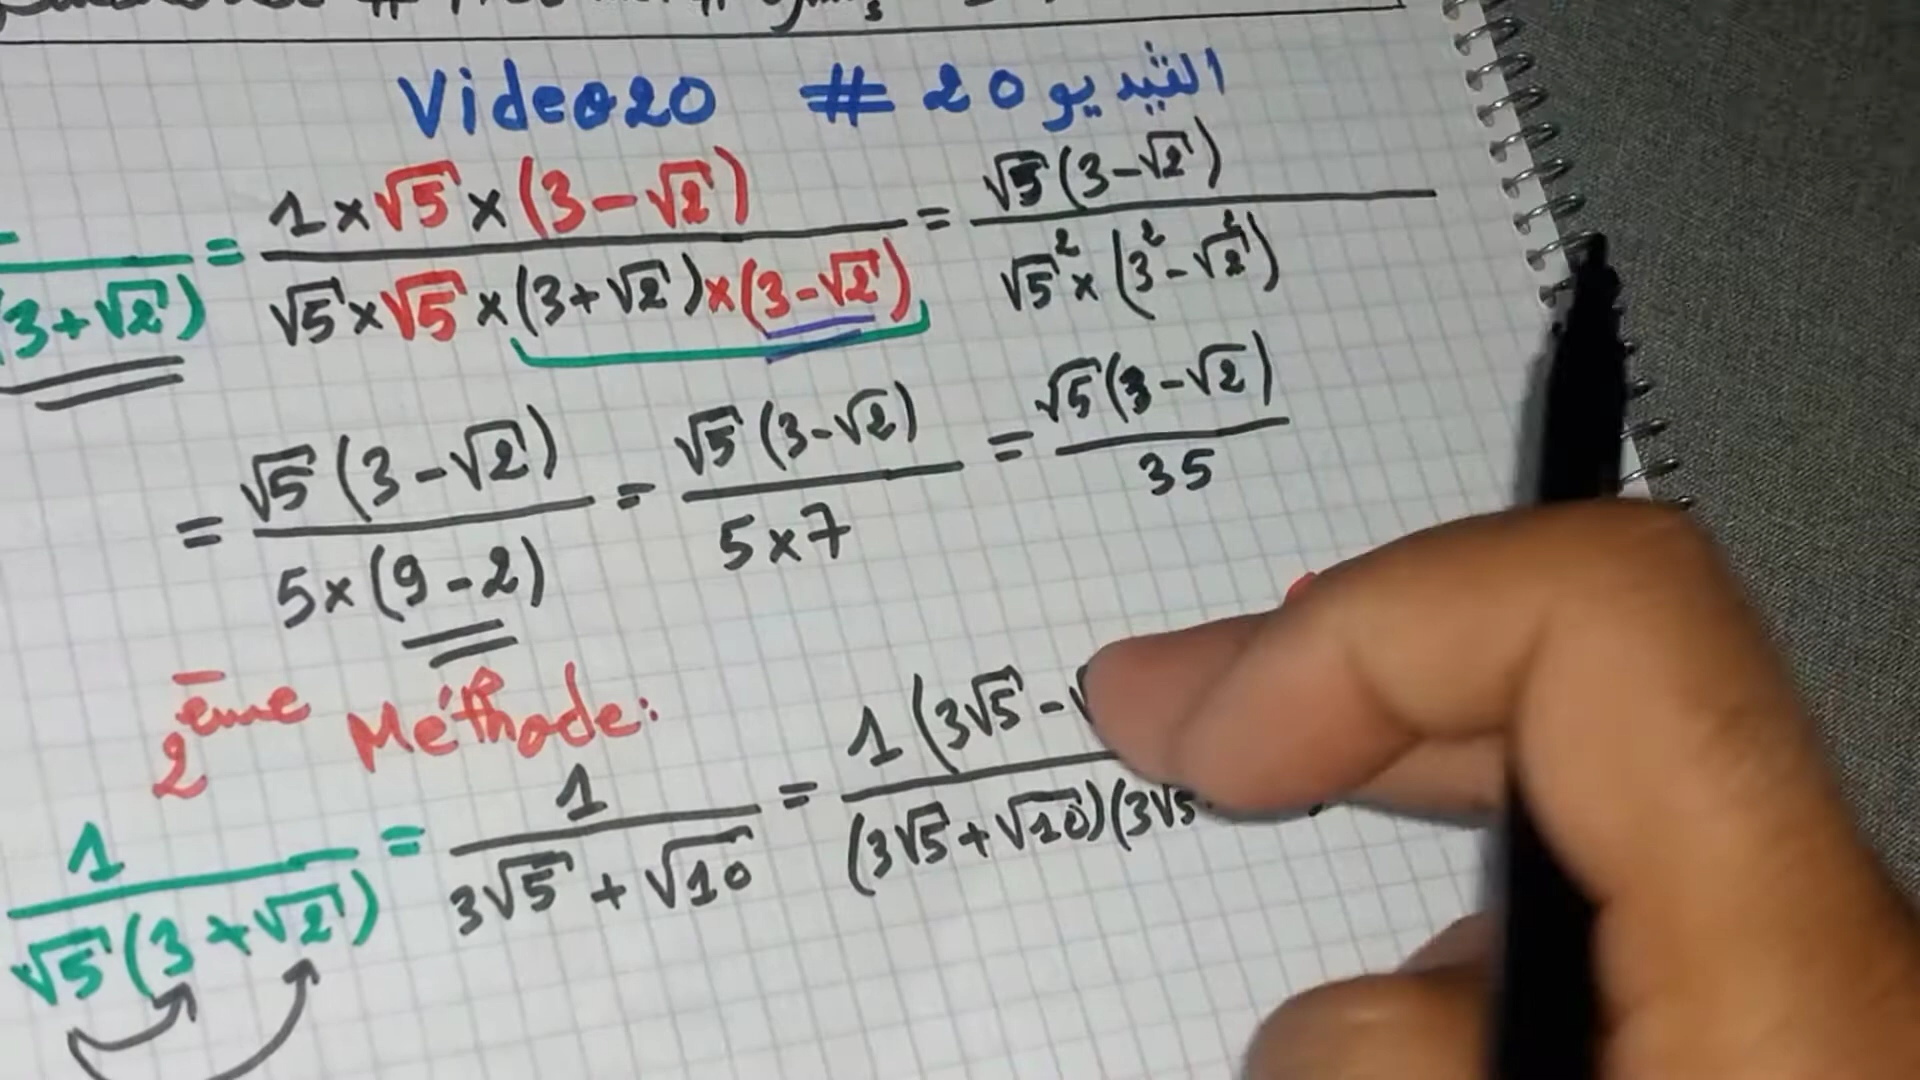 Video20 # 20 الفيديو
3+√2) = 1×√5×(3-√2) / √5×√5×(3+√2)×(3-√2) = √5(3-√2) / √5²×(3²-√2²)
= √5(3-√2) / 5×(9-2) = √5(3-√2) / 5×7 = √5(3-√2) / 35
2ème Méthode:
1 / √5(3+√2) = 1 / 3√5+√10 = 1(3√5-√ / (3√5+√10)(3√5